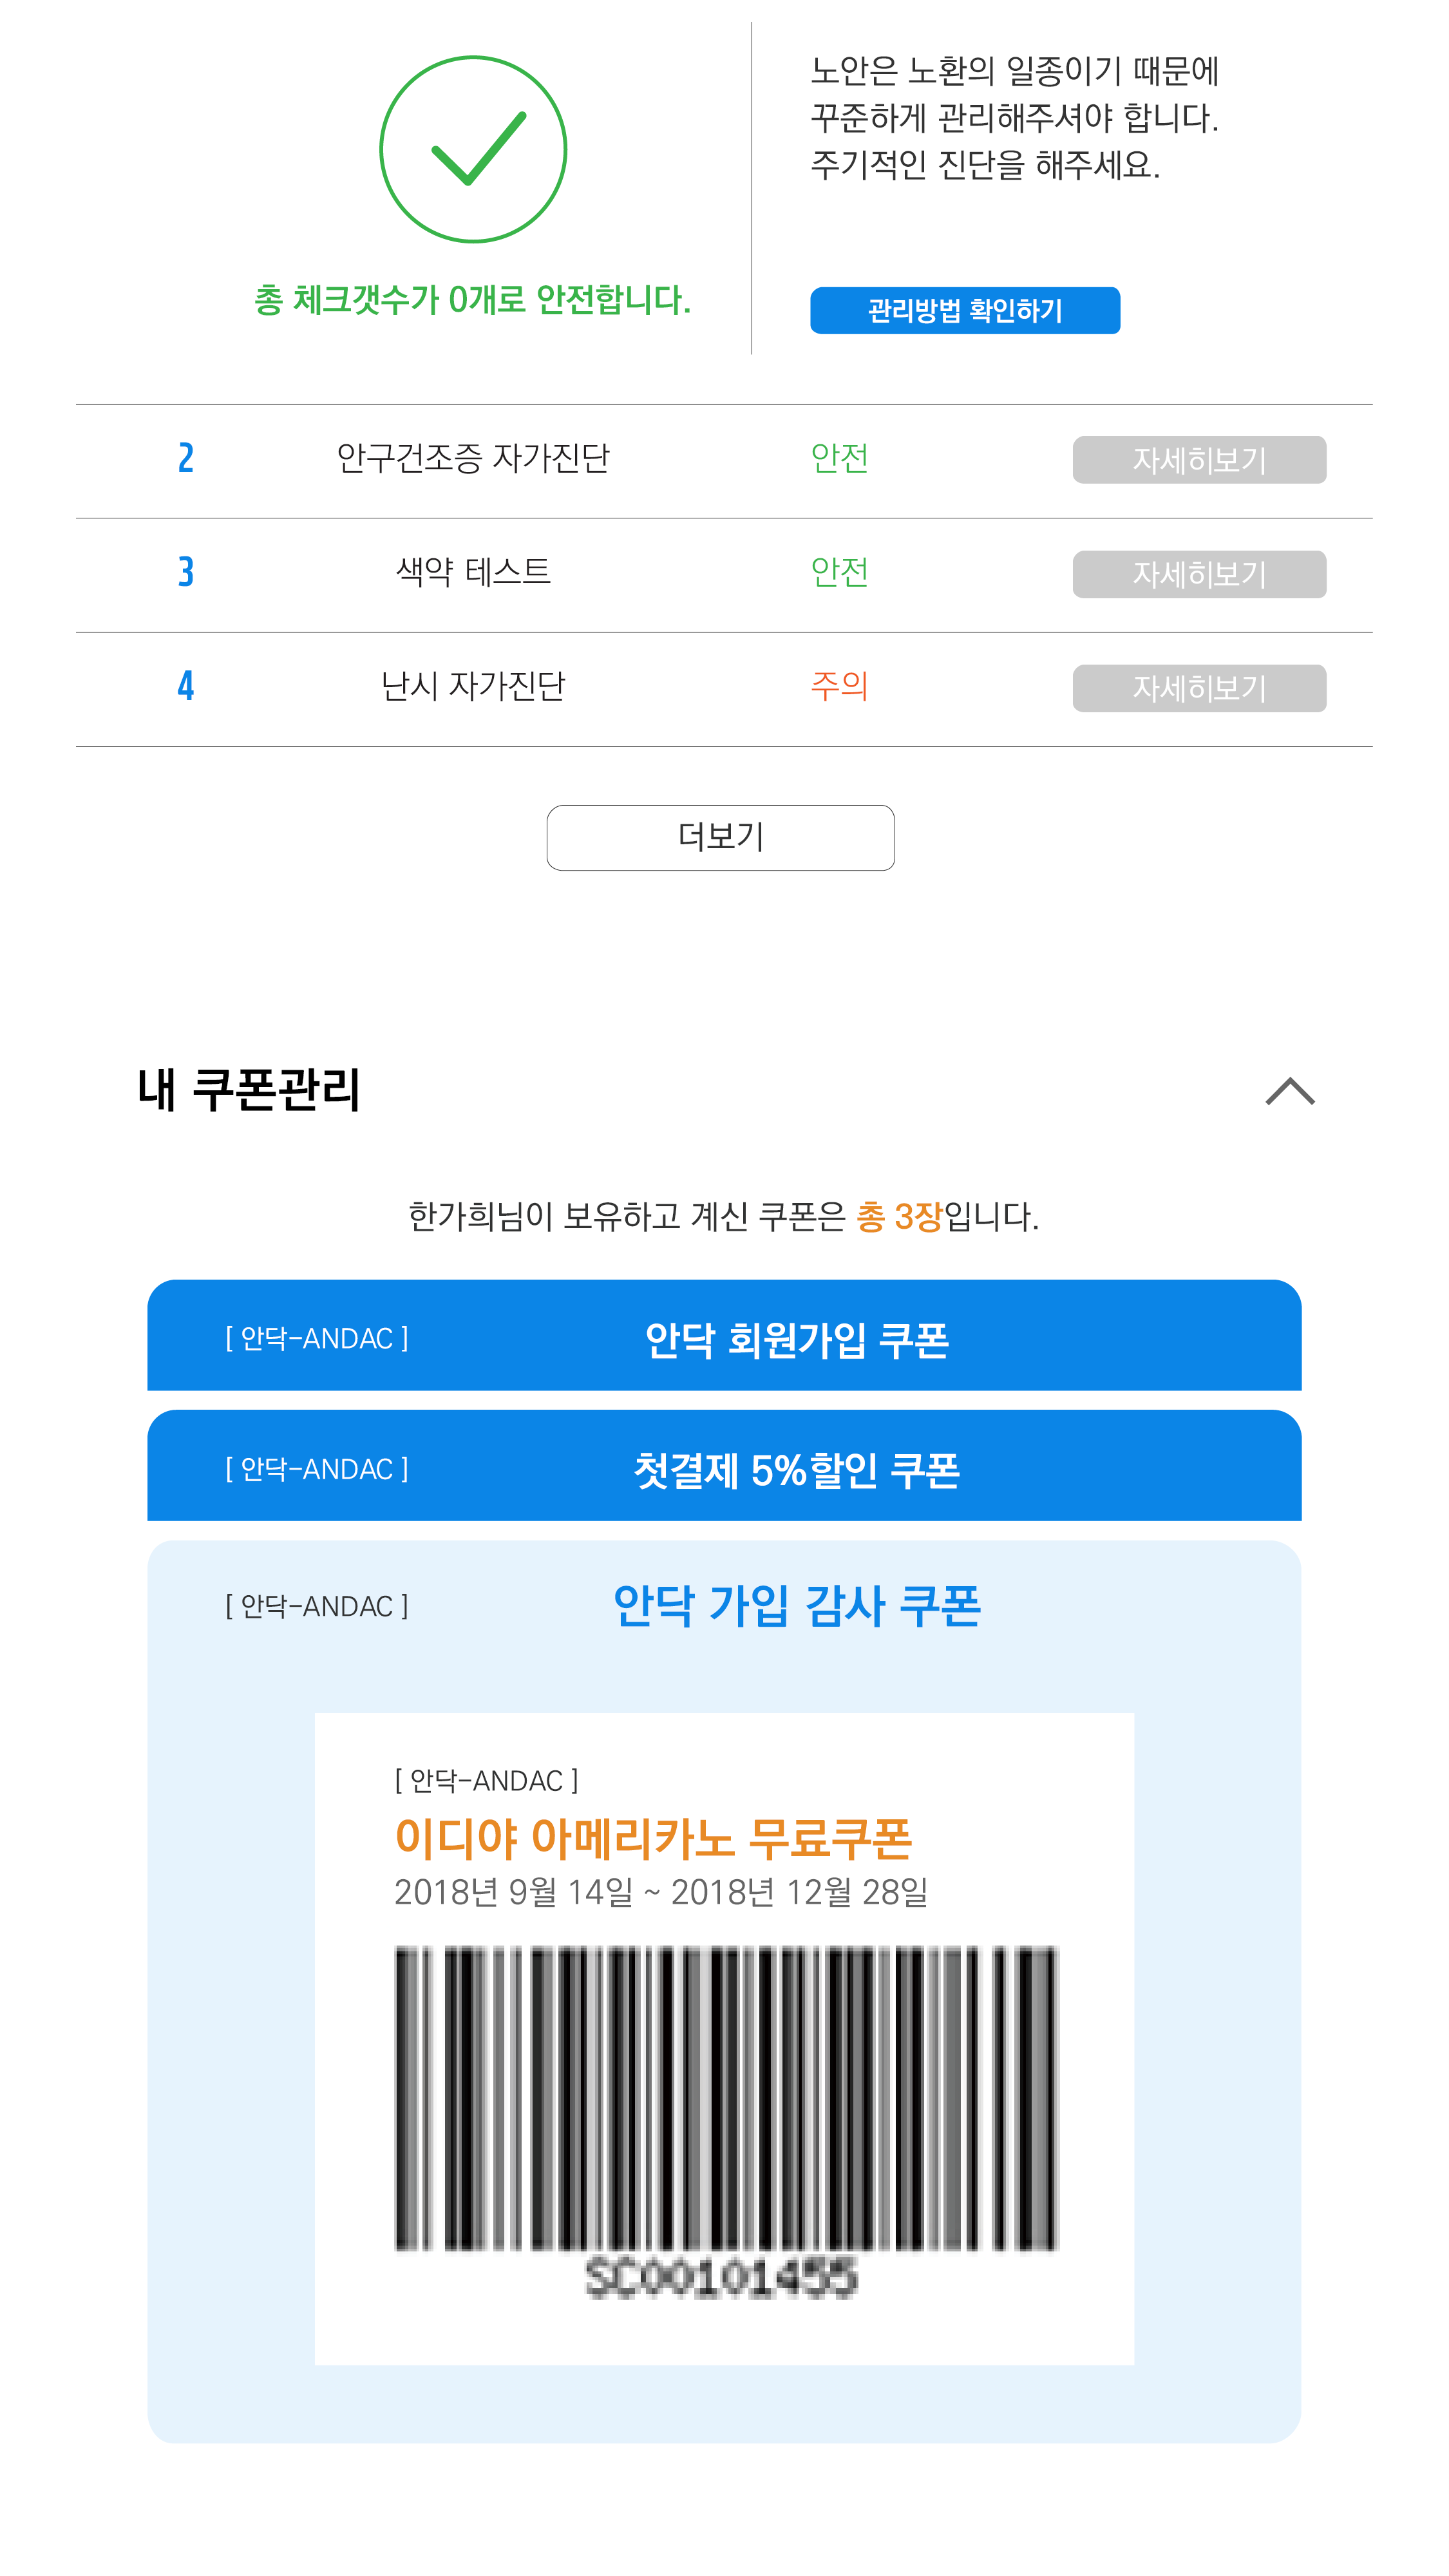 노안은 노환의 일종이기 때문에
꾸준하게 관리해주셔야 합니다.
주기적인 진단을 해주세요.
총 체크갯수가 0개로 안전합니다.
관리방법 확인하기
2 안구건조증 자가진단 안전 자세히보기
3 색약 테스트 안전 자세히보기
4 난시 자가진단 주의 자세히보기
더보기
내 쿠폰관리
한가희님이 보유하고 계신 쿠폰은 총 3장입니다.
[ 안닥-ANDAC ] 안닥 회원가입 쿠폰
[ 안닥-ANDAC ] 첫결제 5%할인 쿠폰
[ 안닥-ANDAC ] 안닥 가입 감사 쿠폰
[ 안닥-ANDAC ]
이디야 아메리카노 무료쿠폰
2018년 9월 14일 ~ 2018년 12월 28일
SC00101455